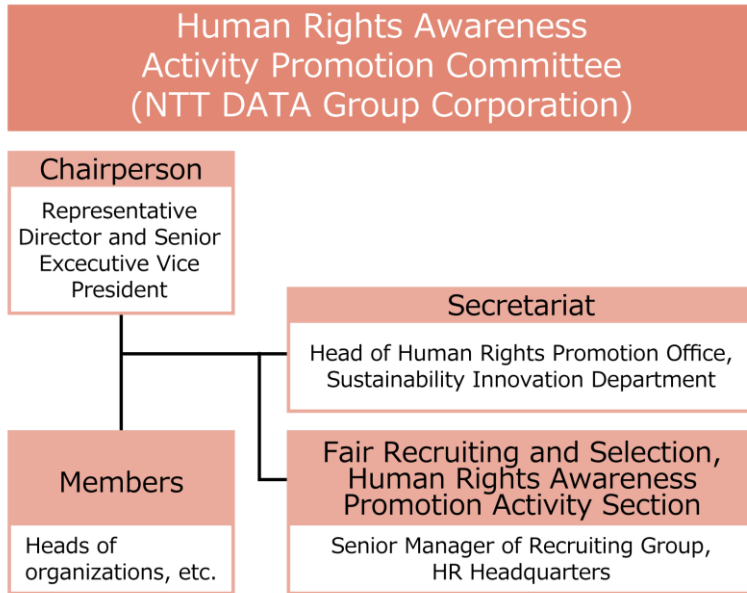 Human Rights Awareness
Activity Promotion Committee
(NTT DATA Group Corporation)
Chairperson
Representative
Director and Senior
Excecutive Vice
President
Secretariat
Head of Human Rights Promotion Office,
Sustainability Innovation Department
Members
Heads of
organizations, etc.
Fair Recruiting and Selection,
Human Rights Awareness
Promotion Activity Section
Senior Manager of Recruiting Group,
HR Headquarters